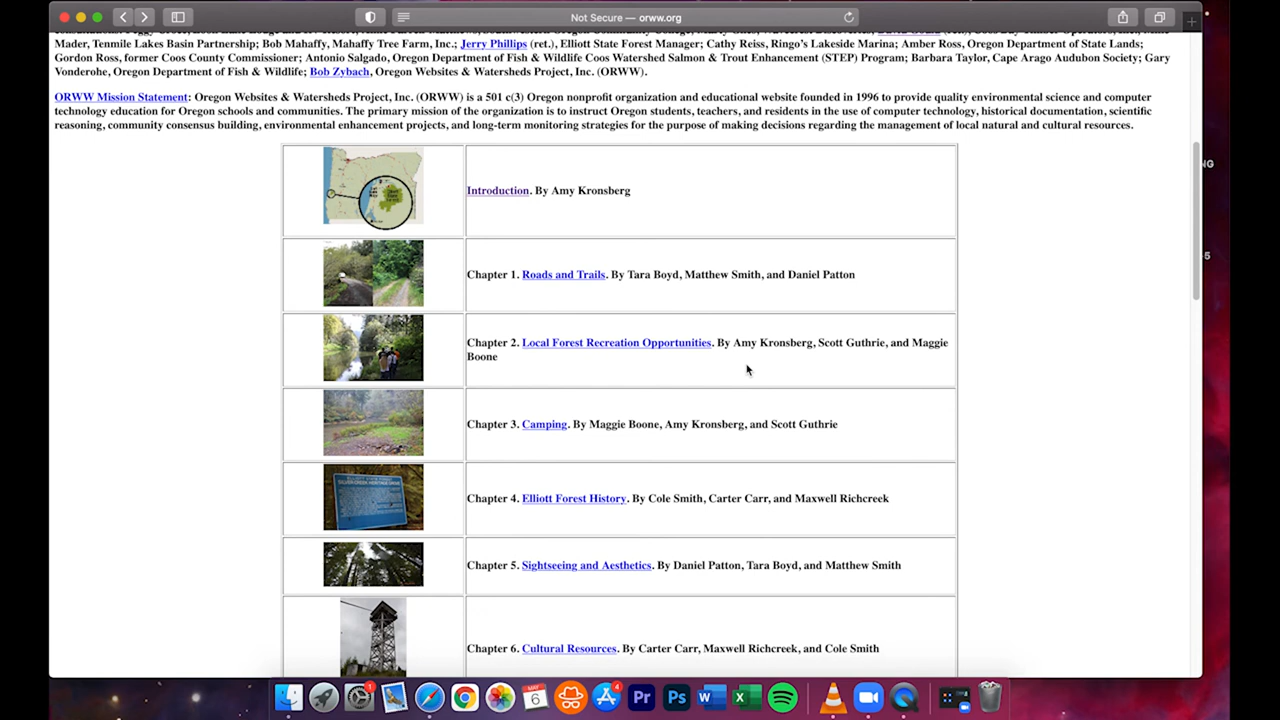 Not Secure — orww.org
Mader, Tenmile Lakes Basin Partnership; Bob Mahaffy, Mahaffy Tree Farm, Inc.; Jerry Phillips (ret.), Elliott State Forest Manager; Cathy Reiss, Ringo's Lakeside Marina; Amber Ross, Oregon Department of State Lands;
Gordon Ross, former Coos County Commissioner; Antonio Salgado, Oregon Department of Fish & Wildlife Coos Watershed Salmon & Trout Enhancement (STEP) Program; Barbara Taylor, Cape Arago Audubon Society; Gary
Vonderohe, Oregon Department of Fish & Wildlife; Bob Zybach, Oregon Websites & Watersheds Project, Inc. (ORWW).
ORWW Mission Statement: Oregon Websites & Watersheds Project, Inc. (ORWW) is a 501 c(3) Oregon nonprofit organization and educational website founded in 1996 to provide quality environmental science and computer
technology education for Oregon schools and communities. The primary mission of the organization is to instruct Oregon students, teachers, and residents in the use of computer technology, historical documentation, scientific
reasoning, community consensus building, environmental enhancement projects, and long-term monitoring strategies for the purpose of making decisions regarding the management of local natural and cultural resources.
Introduction. By Amy Kronsberg
Chapter 1. Roads and Trails. By Tara Boyd, Matthew Smith, and Daniel Patton
Chapter 2. Local Forest Recreation Opportunities. By Amy Kronsberg, Scott Guthrie, and Maggie
Boone
Chapter 3. Camping. By Maggie Boone, Amy Kronsberg, and Scott Guthrie
Chapter 4. Elliott Forest History. By Cole Smith, Carter Carr, and Maxwell Richcreek
Chapter 5. Sightseeing and Aesthetics. By Daniel Patton, Tara Boyd, and Matthew Smith
Chapter 6. Cultural Resources. By Carter Carr, Maxwell Richcreek, and Cole Smith
NG
5
1
MAY
6
4
Pr
Ps
W
X